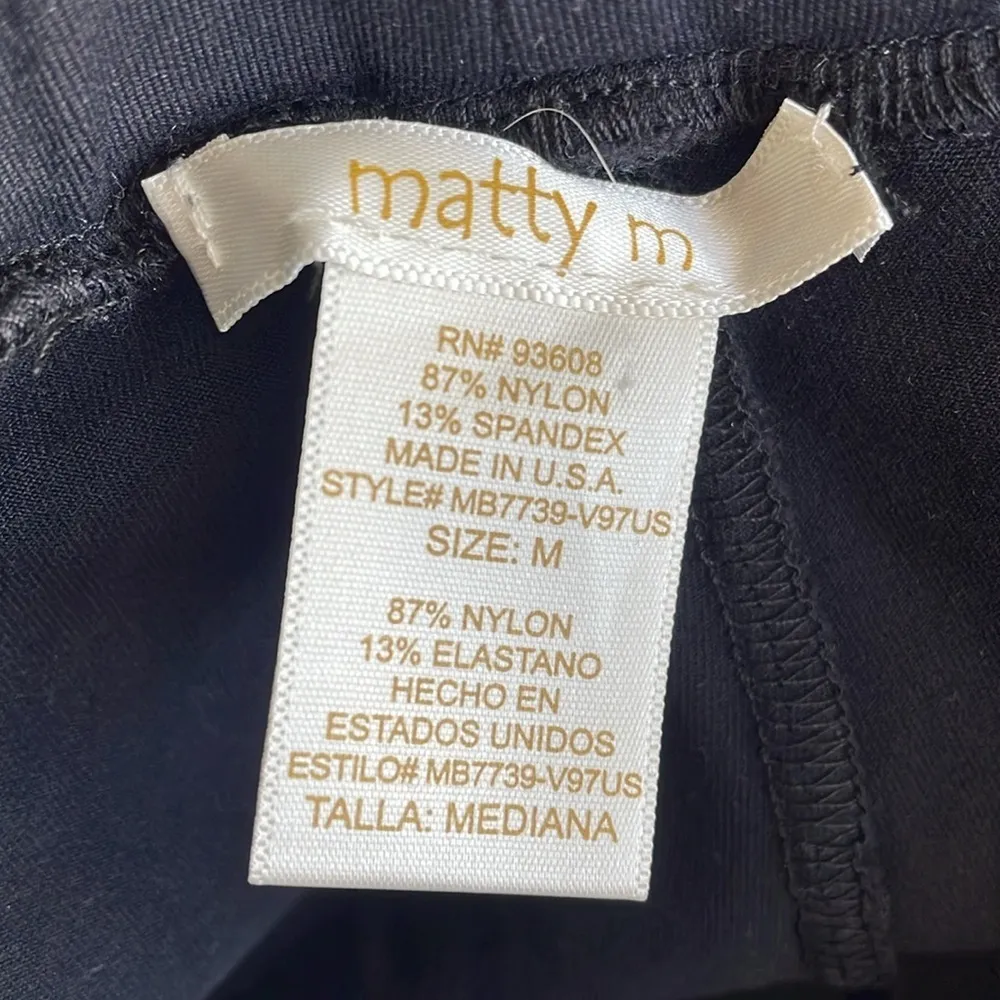 matty m
RN# 93608
87% NYLON
13% SPANDEX
MADE IN U.S.A.
STYLE# MB7739-V97US
SIZE: M
87% NYLON
13% ELASTANO
HECHO EN
ESTADOS UNIDOS
ESTILO# MB7739-V97US
TALLA: MEDIANA